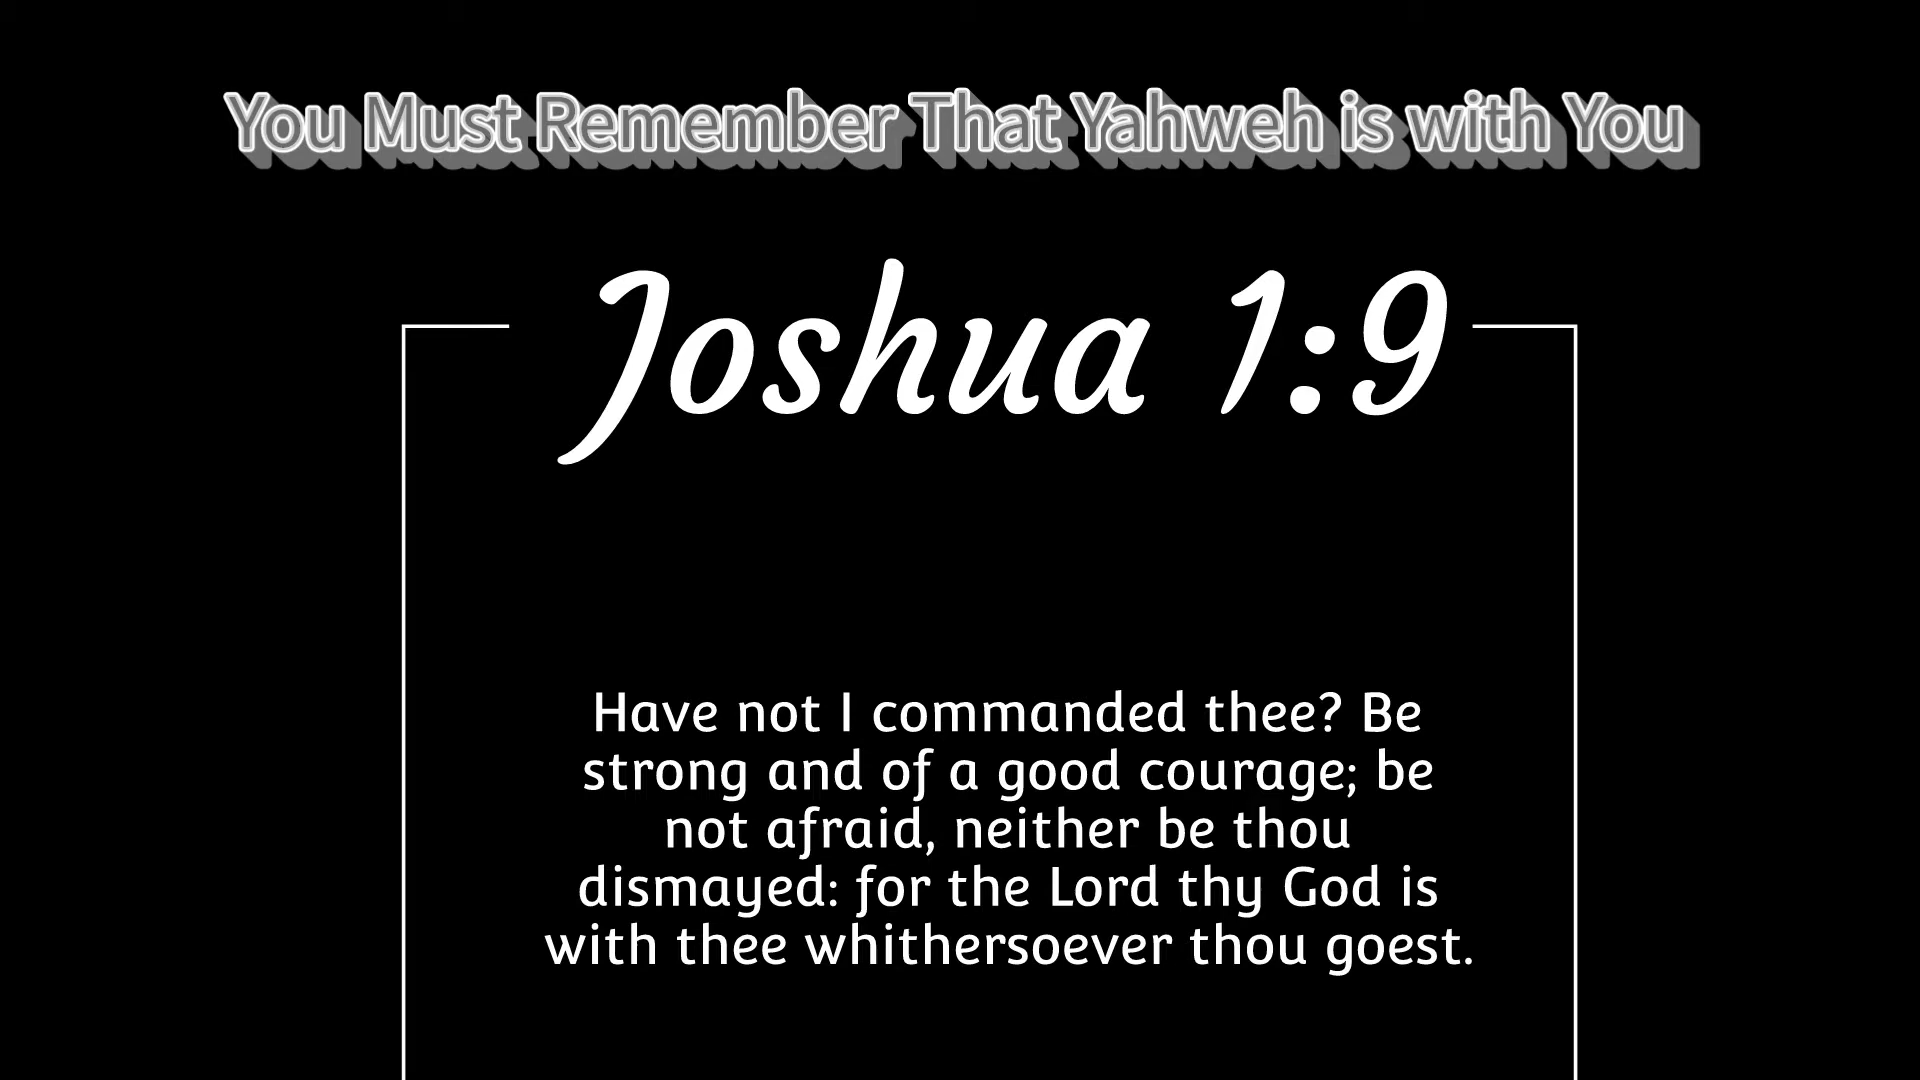 You Must Remember That Yahweh is with You
Joshua 1:9
Have not I commanded thee? Be
strong and of a good courage; be
not afraid, neither be thou
dismayed: for the Lord thy God is
with thee whithersoever thou goest.